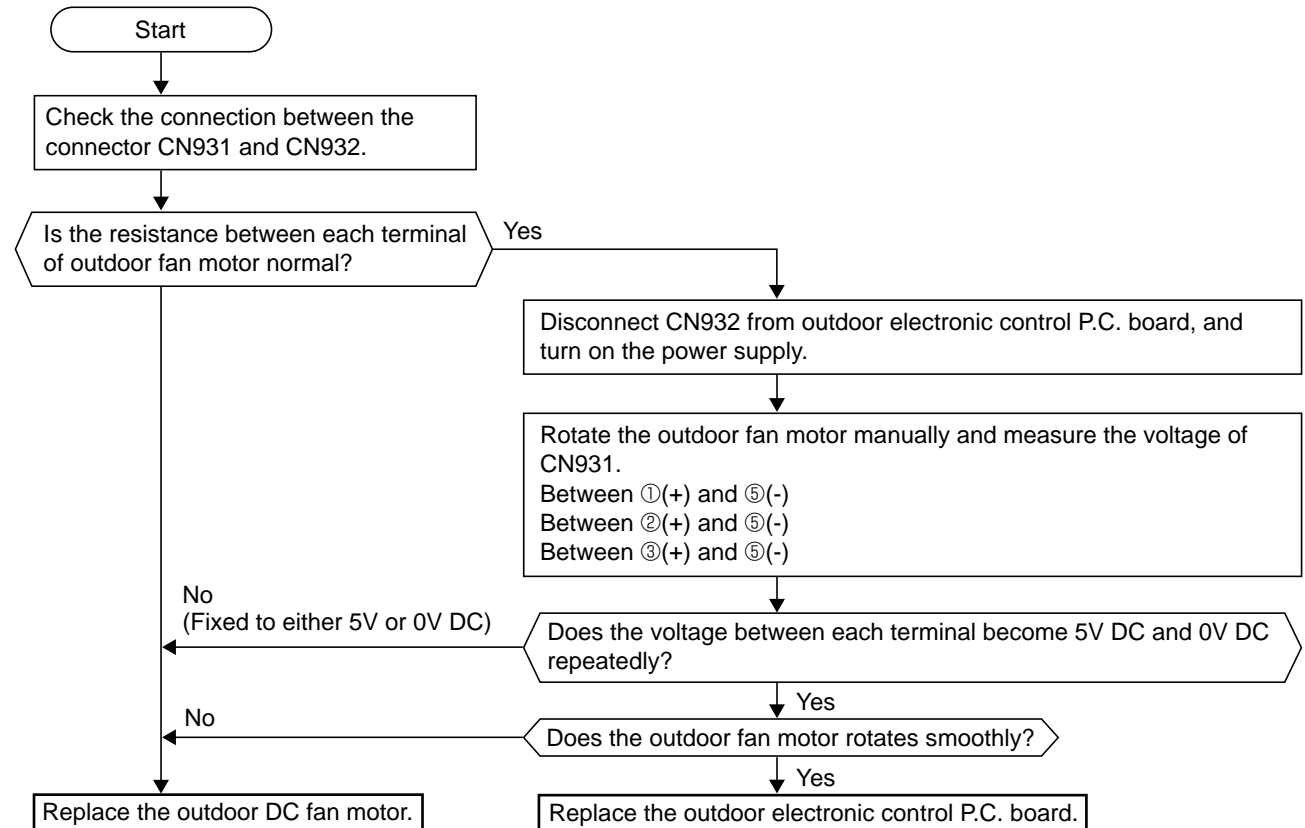 Start
Check the connection between the
connector CN931 and CN932.
Is the resistance between each terminal
of outdoor fan motor normal?
Yes
Disconnect CN932 from outdoor electronic control P.C. board, and
turn on the power supply.
Rotate the outdoor fan motor manually and measure the voltage of
CN931.
Between ①(+) and ⑤(-)
Between ②(+) and ⑤(-)
Between ③(+) and ⑤(-)
No
(Fixed to either 5V or 0V DC)
Does the voltage between each terminal become 5V DC and 0V DC
repeatedly?
Yes
No
Does the outdoor fan motor rotates smoothly?
Yes
Replace the outdoor DC fan motor.
Replace the outdoor electronic control P.C. board.